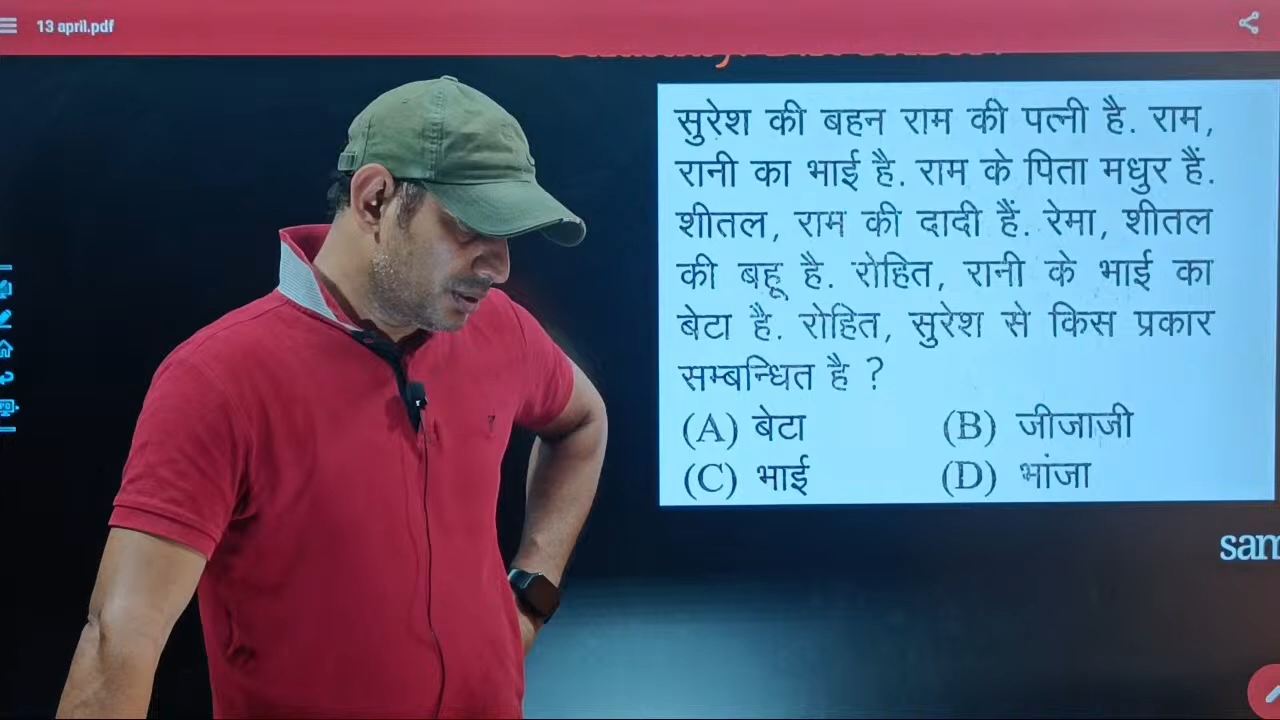 13 april.pdf
सुरेश की बहन राम की पत्नी है. राम,
रानी का भाई है. राम के पिता मधुर हैं.
शीतल, राम की दादी हैं. रेमा, शीतल
की बहू है. रोहित, रानी के भाई का
बेटा है. रोहित, सुरेश से किस प्रकार
सम्बन्धित है ?
(A) बेटा (B) जीजाजी
(C) भाई (D) भांजा
sam